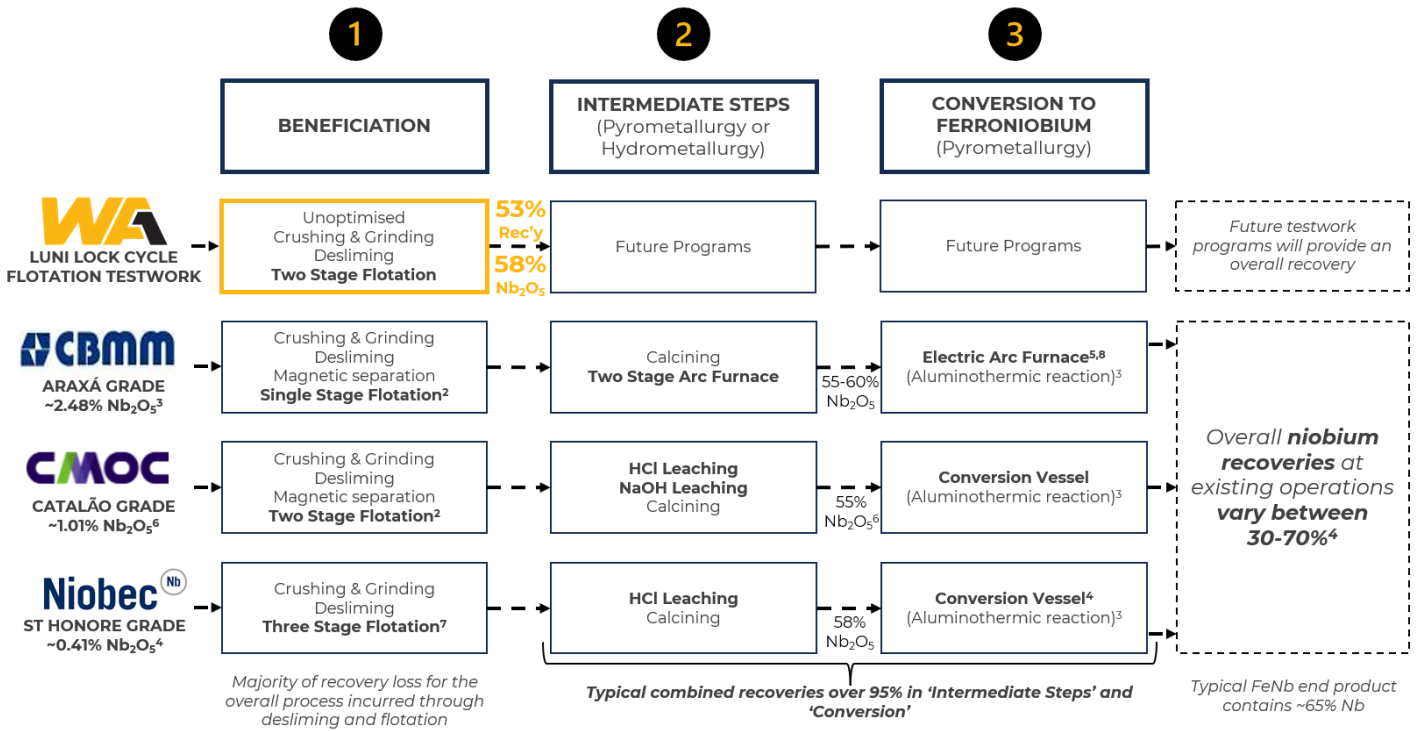 1
2
3
BENEFICIATION
INTERMEDIATE STEPS
(Pyrometallurgy or
Hydrometallurgy)
CONVERSION TO
FERRONIOBIUM
(Pyrometallurgy)
WA1
LUNI LOCK CYCLE
FLOTATION TESTWORK
Unoptimised
Crushing & Grinding
Desliming
Two Stage Flotation
53%
Rec'y
58%
Nb₂O₅
Future Programs
Future Programs
Future testwork
programs will provide an
overall recovery
CBMM
ARAXÁ GRADE
~2.48% Nb₂O₅³
Crushing & Grinding
Desliming
Magnetic separation
Single Stage Flotation²
Calcining
Two Stage Arc Furnace
55-60%
Nb₂O₅
Electric Arc Furnace⁵,⁸
(Aluminothermic reaction)³
CMOC
CATALÃO GRADE
~1.01% Nb₂O₅⁶
Crushing & Grinding
Desliming
Magnetic separation
Two Stage Flotation²
HCl Leaching
NaOH Leaching
Calcining
55%
Nb₂O₅⁶
Conversion Vessel
(Aluminothermic reaction)³
Overall niobium
recoveries at
existing operations
vary between
30-70%⁴
Niobec Nb
ST HONORE GRADE
~0.41% Nb₂O₅⁴
Crushing & Grinding
Desliming
Three Stage Flotation⁷
HCl Leaching
Calcining
58%
Nb₂O₅
Conversion Vessel⁴
(Aluminothermic reaction)³
Majority of recovery loss for the
overall process incurred through
desliming and flotation
Typical combined recoveries over 95% in ‘Intermediate Steps’ and
‘Conversion’
Typical FeNb end product
contains ~65% Nb